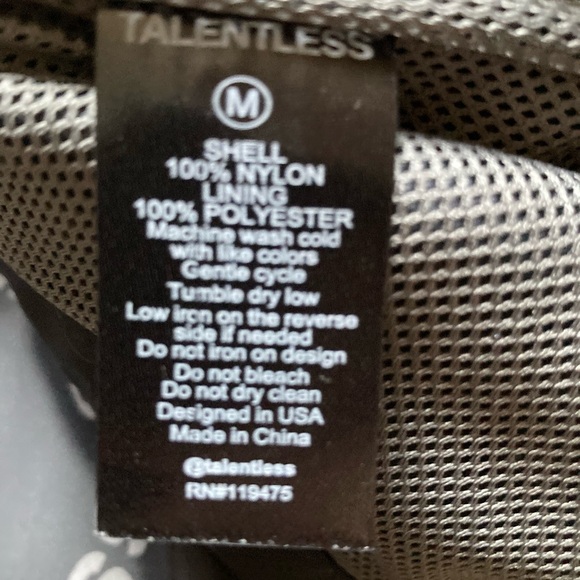 TALENTLESS
M
SHELL
100% NYLON
LINING
100% POLYESTER
Machine wash cold
with like colors
Gentle cycle
Tumble dry low
Low iron on the reverse
side if needed
Do not iron on design
Do not bleach
Do not dry clean
Designed in USA
Made in China
@talentless
RN#119475